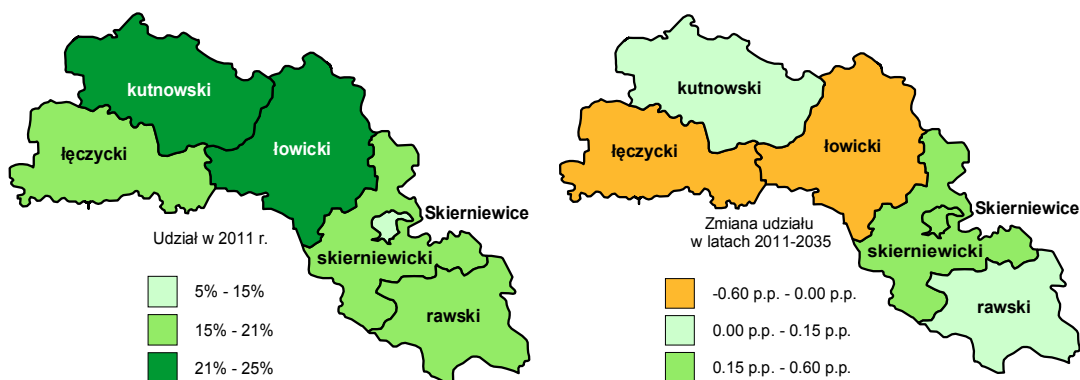 kutnowski
łęczycki
łowicki
Skierniewice
Udział w 2011 r.
skierniewicki
rawski
5% - 15%
15% - 21%
21% - 25%
kutnowski
łęczycki
łowicki
Skierniewice
Zmiana udziału
w latach 2011-2035
skierniewicki
rawski
-0.60 p.p. - 0.00 p.p.
0.00 p.p. - 0.15 p.p.
0.15 p.p. - 0.60 p.p.